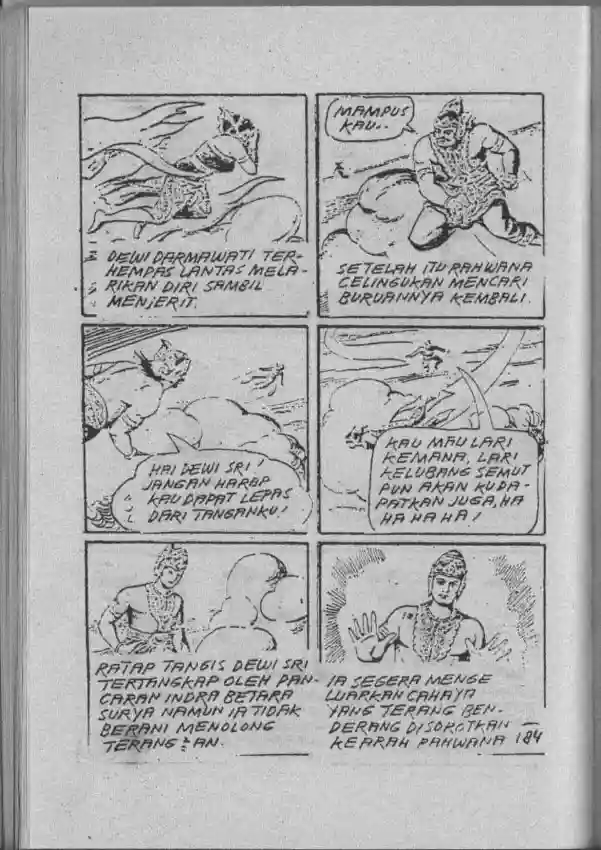 DEWI DARMAWATI TER-
HEMPAS LANTAS MELA-
RIKAN DIRI SAMBIL
MENJERIT.
MAMPUS
KAU..
SETELAH ITU RAHWANA
CELINGUKAN MENCARI
BURUANNYA KEMBALI.
HAI DEWI SRI!
JANGAN HARAP
KAU DAPAT LEPAS
DARI TANGANKU!
KAU MAU LARI
KEMANA, LARI
KELUBANG SEMUT
PUN AKAN KUDA-
PATKAN JUGA, HA
HA HA HA!
RATAP TANGIS DEWI SRI
TERTANGKAP OLEH PAN-
CARAN INDRA BETARA
SURYA NAMUN IA TIDAK
BERANI MENOLONG
TERANG²AN.
IA SEGERA MENGE
LUARKAN CAHAYA
YANG TERANG BEN-
DERANG DISOROTKAN
KEARAH RAHWANA
184